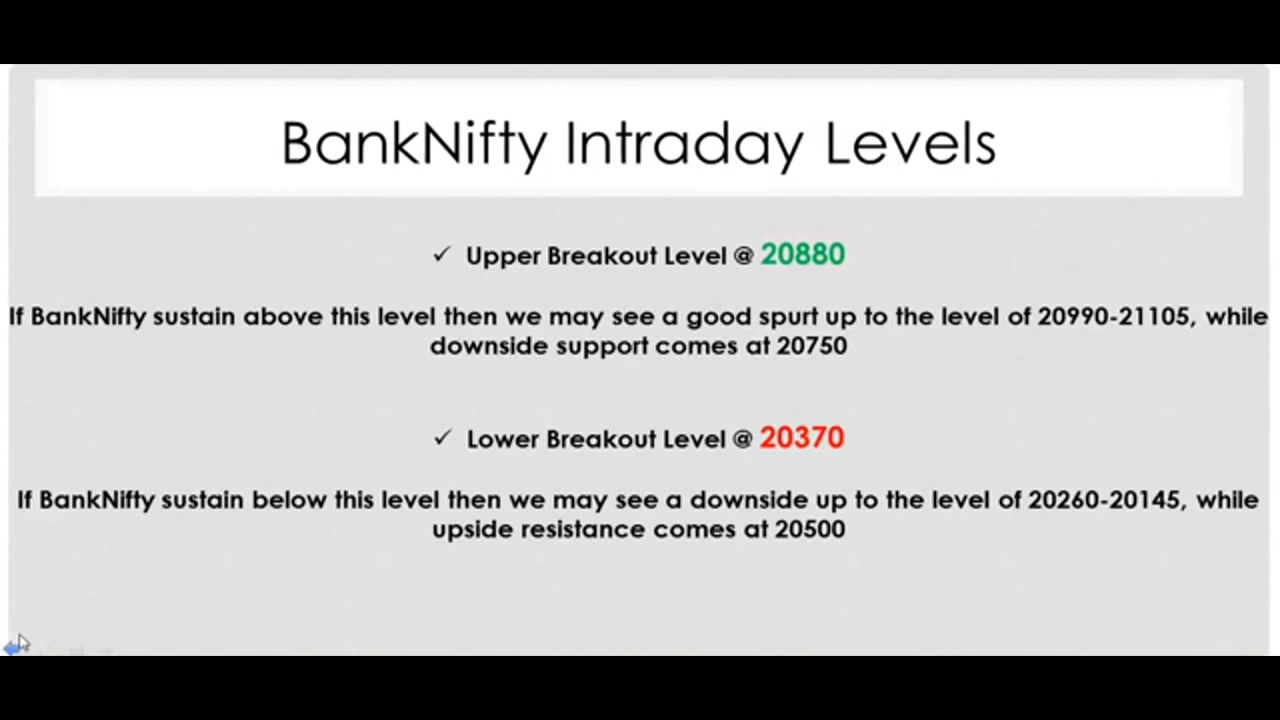 BankNifty Intraday Levels
✓ Upper Breakout Level @ 20880
If BankNifty sustain above this level then we may see a good spurt up to the level of 20990-21105, while
downside support comes at 20750
✓ Lower Breakout Level @ 20370
If BankNifty sustain below this level then we may see a downside up to the level of 20260-20145, while
upside resistance comes at 20500